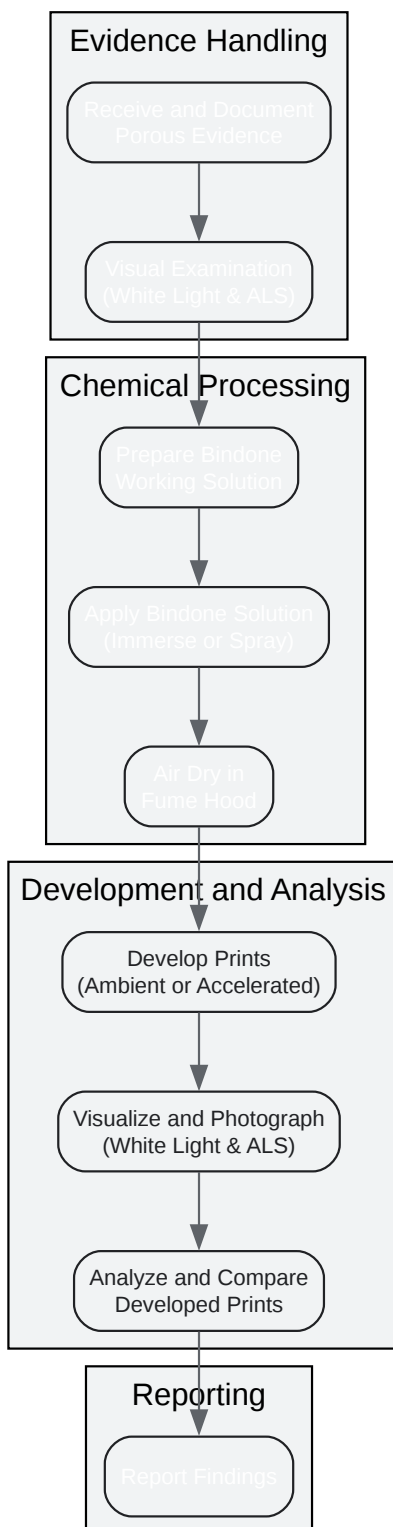 Evidence Handling
Receive and Document
Porous Evidence
Visual Examination
(White Light & ALS)
Chemical Processing
Prepare Bindone
Working Solution
Apply Bindone Solution
(Immerse or Spray)
Air Dry in
Fume Hood
Development and Analysis
Develop Prints
(Ambient or Accelerated)
Visualize and Photograph
(White Light & ALS)
Analyze and Compare
Developed Prints
Reporting
Report Findings